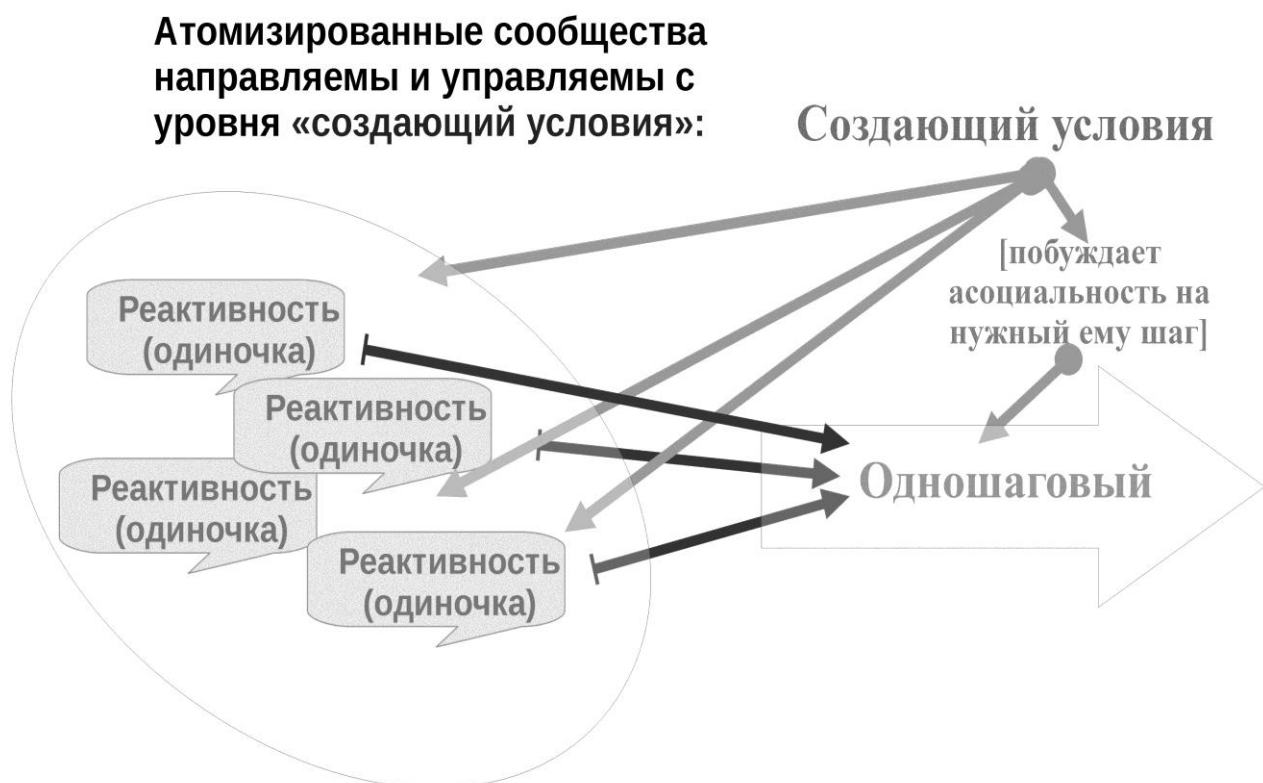 Атомизированные сообщества
направляемы и управляемы с
уровня «создающий условия»:
Создающий условия
[побуждает
асоциальность на
нужный ему шаг]
Реактивность
(одиночка)
Реактивность
(одиночка)
Реактивность
(одиночка)
Реактивность
(одиночка)
Одношаговый